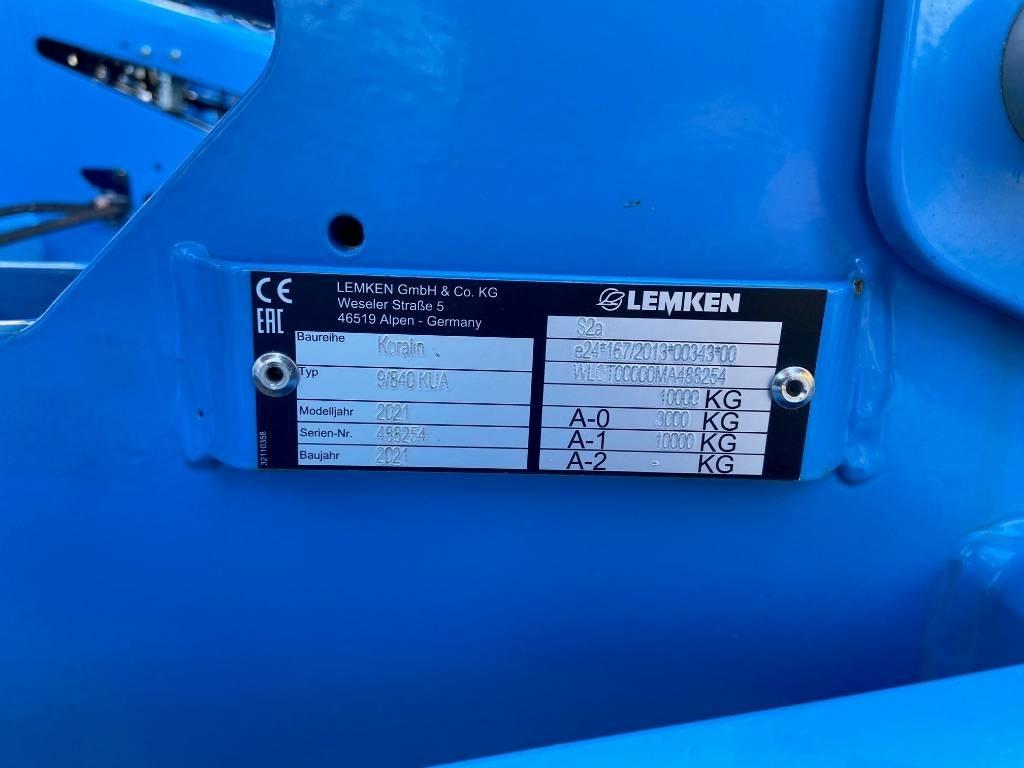 CE
EAC
LEMKEN GmbH & Co. KG
Weseler Straße 5
46519 Alpen - Germany
Baureihe Koralin
Typ 9/840 KUA
Modelljahr 2021
Serien-Nr. 488254
Baujahr 2021
32110358
LEMKEN
S2a
e24*167/2013*00343*00
WLCT00000MA488254
10000 KG
A-0 3000 KG
A-1 10000 KG
A-2 - KG